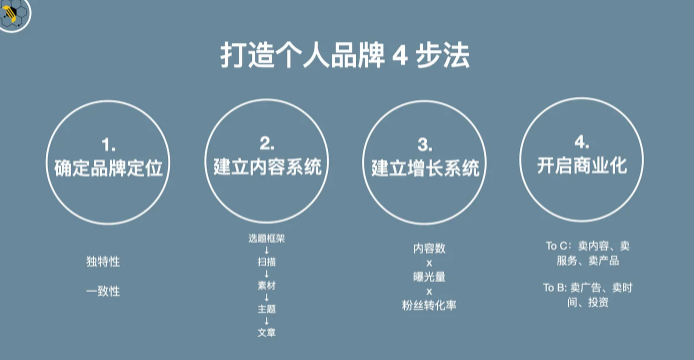 打造个人品牌 4 步法
1.
确定品牌定位
2.
建立内容系统
3.
建立增长系统
4.
开启商业化
独特性
一致性
选题框架
↓
扫描
↓
素材
↓
主题
↓
文章
内容数
x
曝光量
x
粉丝转化率
To C：卖内容、卖
服务、卖产品
To B: 卖广告、卖时
间、投资